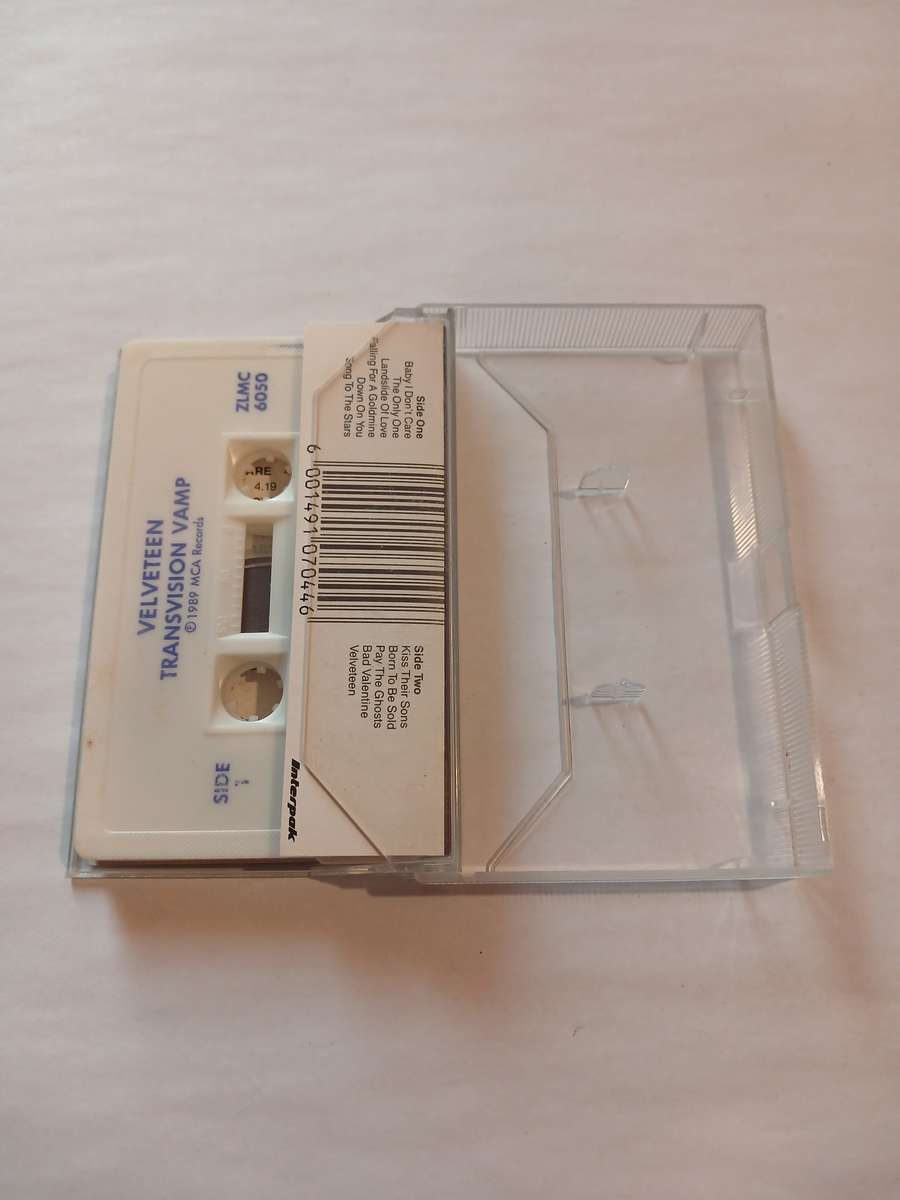 VELVETEEN
TRANSVISION VAMP
℗ 1989 MCA Records
ZLMC
6050
SIDE
RE
4.19
Side One
Baby I Don't Care
The Only One
Landslide Of Love
Falling For A Goldmine
Down On You
Song To The Stars
6 001491 070446
Side Two
Kiss Their Sons
Born To Be Sold
Pay The Ghosts
Bad Valentine
Velveteen
Interpak